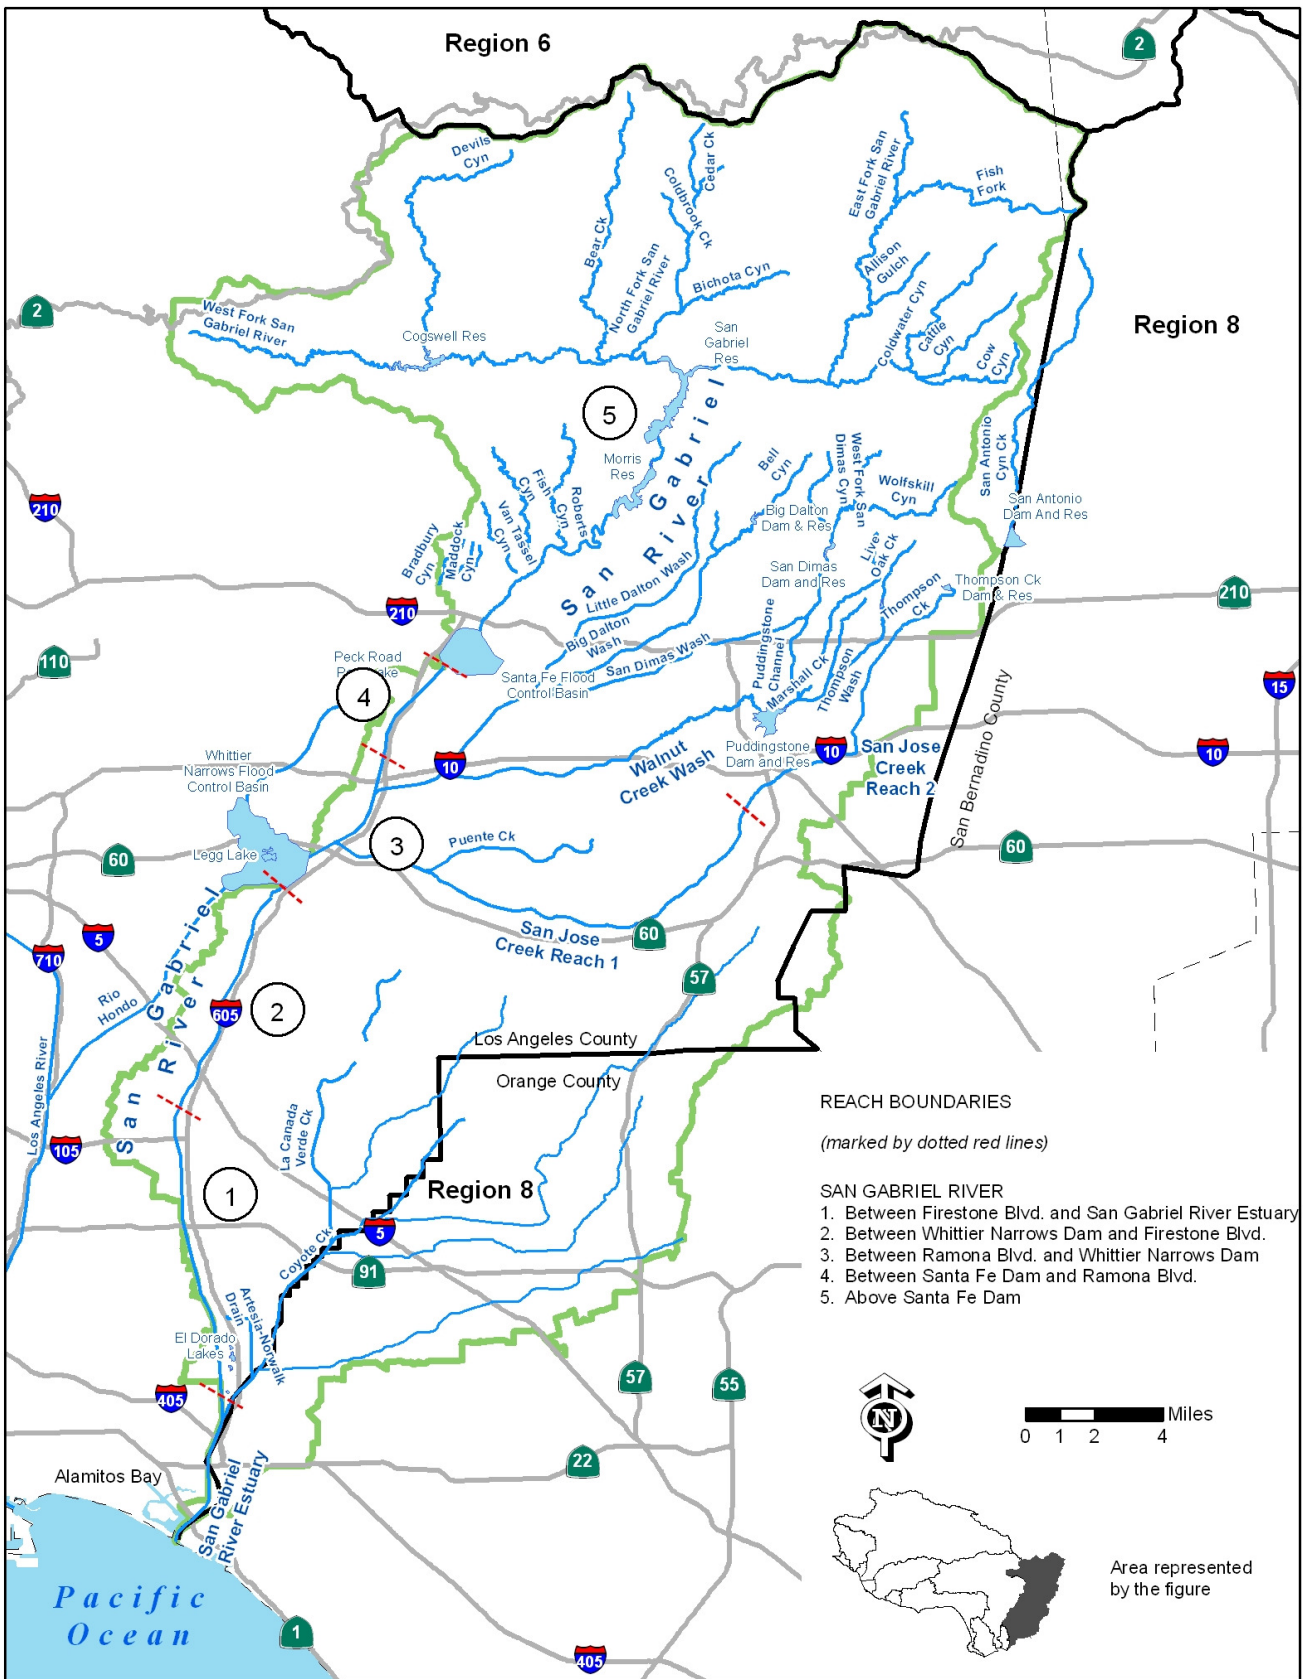 Region 6
2
Devils
Cyn
Cedar Ck
Coldbrook Ck
Bear Ck
North Fork San
Gabriel River
Bichota Cyn
East Fork San
Gabriel River
Fish
Fork
Allison
Gulch
Coldwater Cyn
Cattle
Cyn
Cow
Cyn
2
West Fork San
Gabriel River
Cogswell Res
San
Gabriel
Res
Region 8
5
Morris
Res
San Gabriel
River
Bell
Cyn
West Fork San
Dimas Cyn
Wolfskill
Cyn
San Antonio
Cyn Ck
San Antonio
Dam And Res
210
Bradbury
Cyn
Maddock
Cyn
Van Tassel
Cyn
Fish
Cyn
Roberts
Cyn
Big Dalton
Dam & Res
Live
Oak Ck
San Dimas
Dam and Res
Thompson
Ck
Thompson Ck
Dam & Res
210
210
Little Dalton Wash
Big Dalton
Wash
San Dimas Wash
Puddingstone
Channel
Marshall Ck
Thompson
Wash
110
Peck Road
4
Santa Fe Flood
Control Basin
15
San Bernadino County
Whittier
Narrows Flood
Control Basin
10
Walnut
Creek Wash
Puddingstone
Dam and Res
10
San Jose
Creek
Reach 2
10
60
Legg Lake
3
Puente Ck
60
San Jose
Creek Reach 1
60
57
5
710
San Gabriel
River
Rio
Hondo
605
2
Los Angeles River
Los Angeles County
Orange County
La Canada
Verde Ck
105
1
Region 8
5
Coyote Ck
91
Artesia-Norwalk
Drain
El Dorado
Lakes
405
57
55
22
Alamitos Bay
San Gabriel
River Estuary
Pacific
Ocean
1
405
REACH BOUNDARIES
(marked by dotted red lines)
SAN GABRIEL RIVER
1. Between Firestone Blvd. and San Gabriel River Estuary
2. Between Whittier Narrows Dam and Firestone Blvd.
3. Between Ramona Blvd. and Whittier Narrows Dam
4. Between Santa Fe Dam and Ramona Blvd.
5. Above Santa Fe Dam
N
Miles
0 1 2 4
Area represented
by the figure